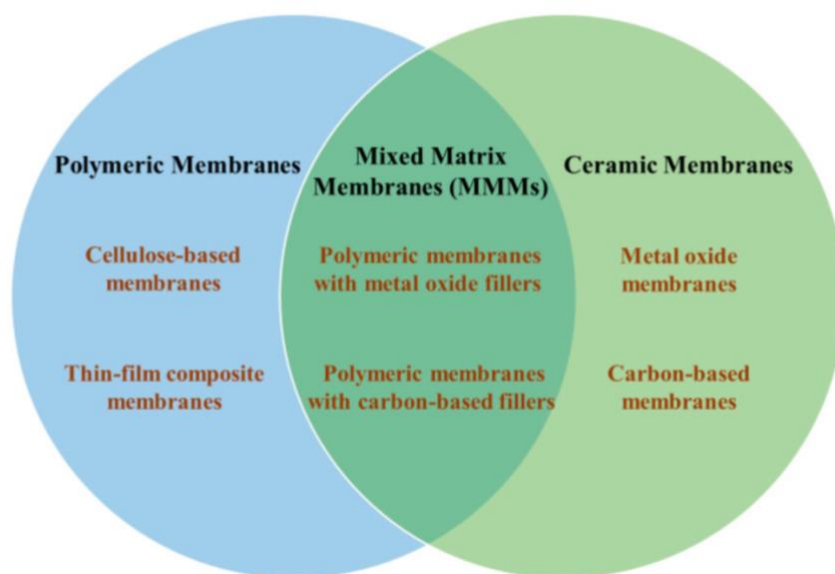 Polymeric Membranes
Cellulose-based
membranes
Thin-film composite
membranes
Mixed Matrix
Membranes (MMMs)
Polymeric membranes
with metal oxide fillers
Polymeric membranes
with carbon-based fillers
Ceramic Membranes
Metal oxide
membranes
Carbon-based
membranes